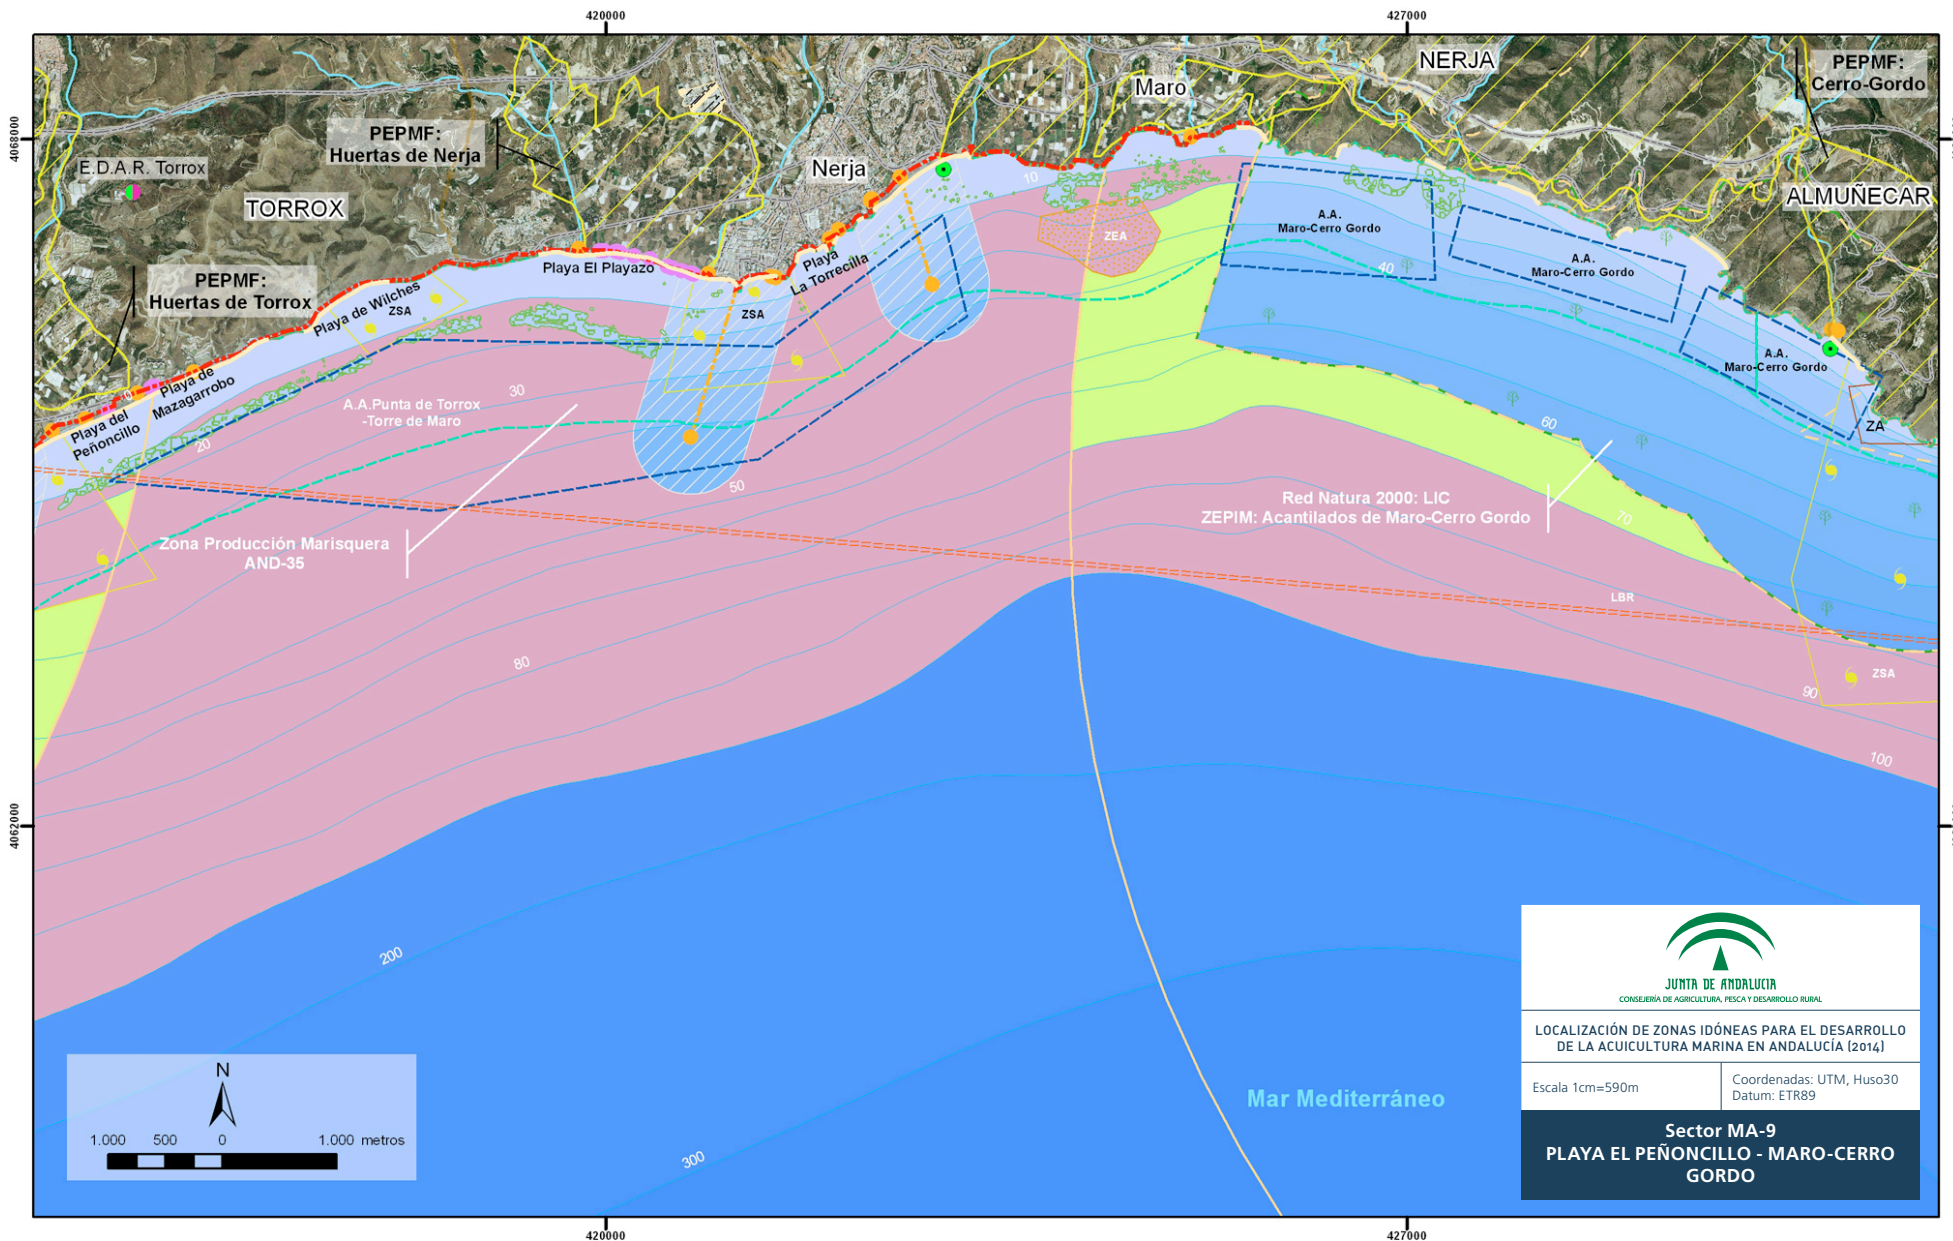 420000
427000
NERJA
PEPMF:
Cerro-Gordo
Maro
4068000
PEPMF:
Huertas de Nerja
E.D.A.R. Torrox
Nerja
10
TORROX
ALMUÑECAR
A.A.
Maro-Cerro Gordo
ZEA
Playa
La Torrecilla
A.A.
Maro-Cerro Gordo
Playa El Playazo
40
PEPMF:
Huertas de Torrox
Playa de Wilches
ZSA
ZSA
A.A.
Maro-Cerro Gordo
Playa de
Mazagarrobo
30
A.A.Punta de Torrox
-Torre de Maro
Playa del
Peñoncillo
20
60
ZA
50
Red Natura 2000: LIC
ZEPIM: Acantilados de Maro-Cerro Gordo
70
Zona Producción Marisquera
AND-35
LBR
80
ZSA
90
100
4062000
200
JUNTA DE ANDALUCIA
CONSEJERÍA DE AGRICULTURA, PESCA Y DESARROLLO RURAL
LOCALIZACIÓN DE ZONAS IDÓNEAS PARA EL DESARROLLO
DE LA ACUICULTURA MARINA EN ANDALUCÍA (2014)
Escala 1cm=590m
Coordenadas: UTM, Huso30
Datum: ETR89
Sector MA-9
PLAYA EL PEÑONCILLO - MARO-CERRO
GORDO
N
1.000 500 0 1.000 metros
Mar Mediterráneo
300
420000
427000